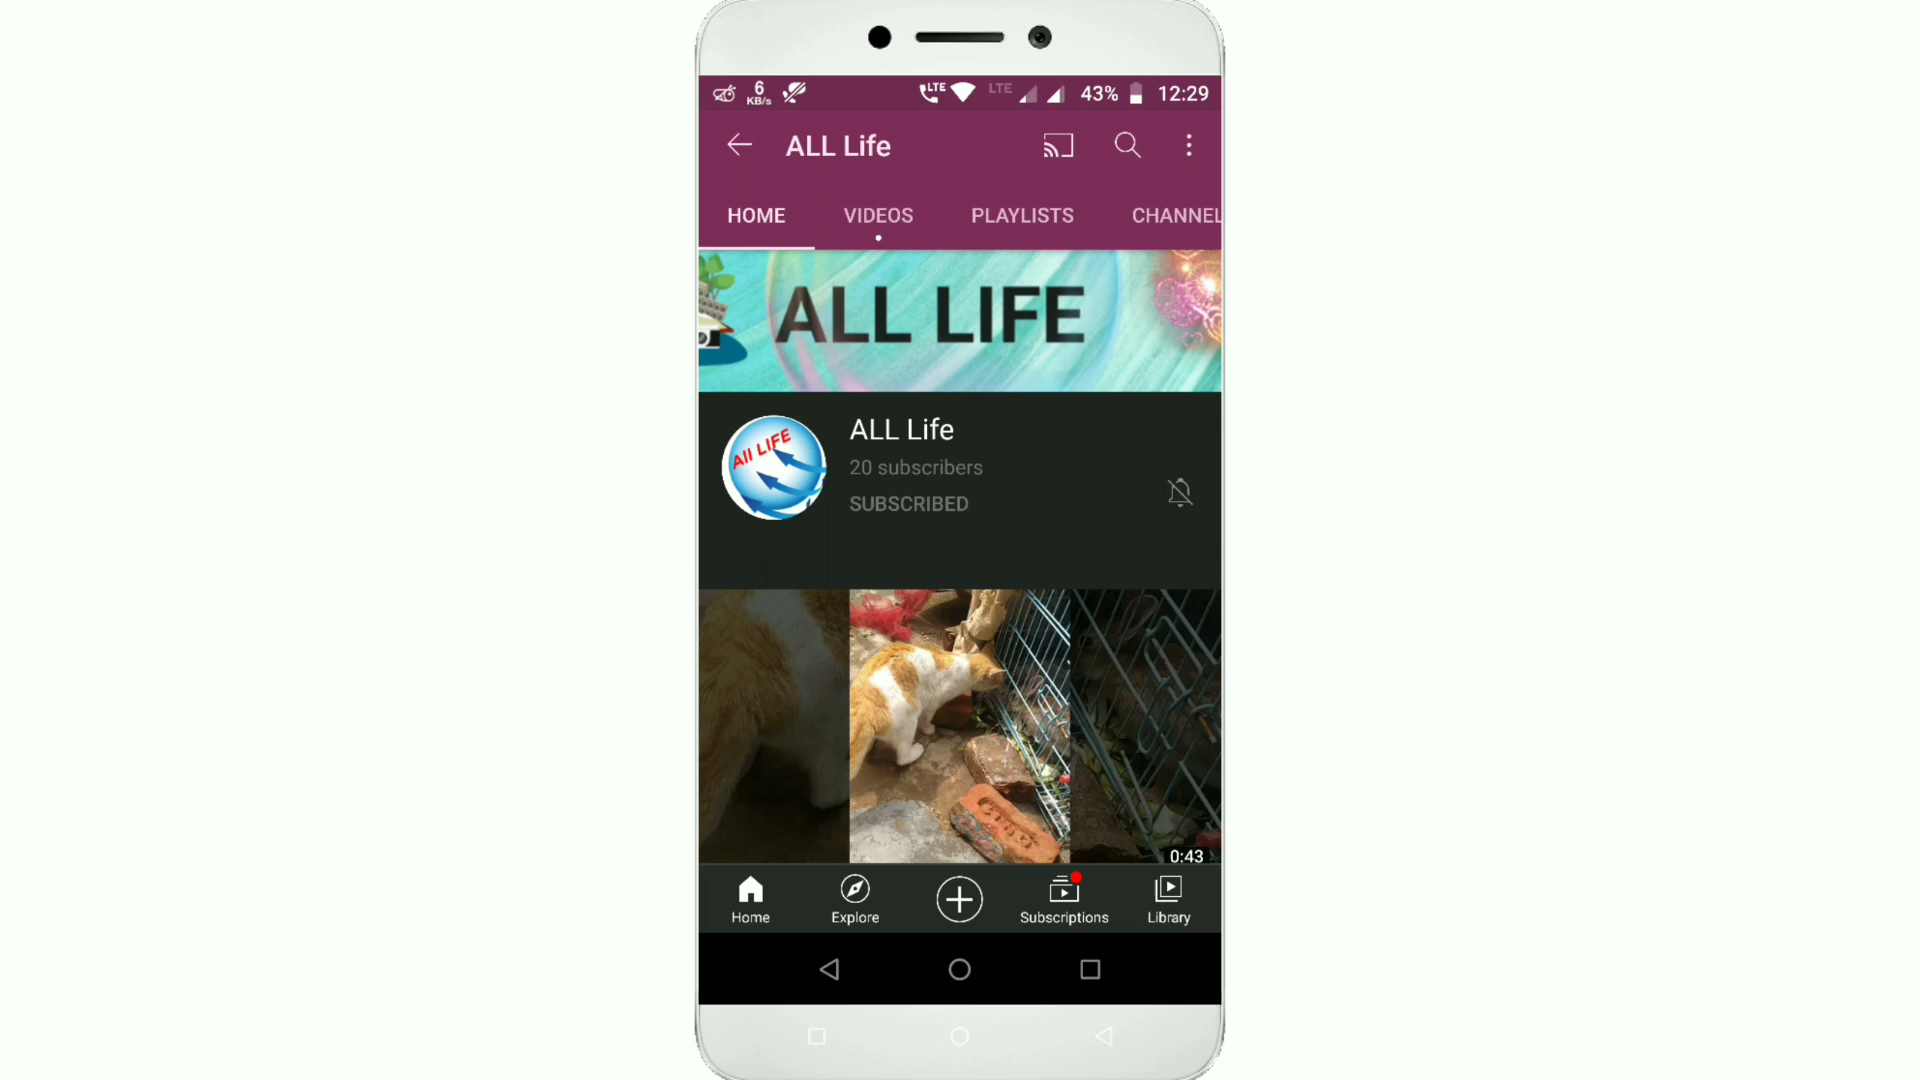 6
KB/s
LTE
LTE
43%
12:29
ALL Life
HOME
VIDEOS
PLAYLISTS
CHANNEL
ALL LIFE
All LIFE
ALL Life
20 subscribers
SUBSCRIBED
0:43
Home
Explore
Subscriptions
Library